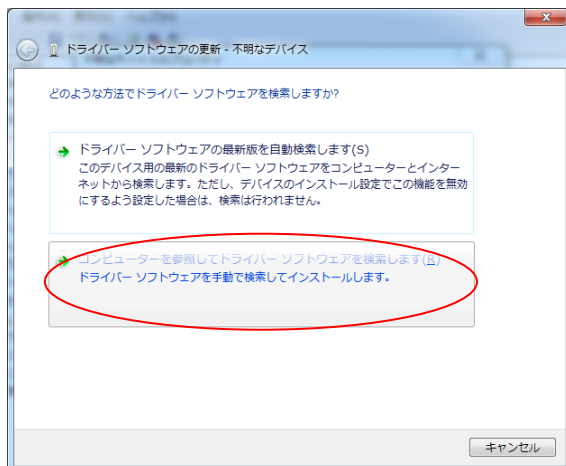 ドライバー ソフトウェアの更新 - 不明なデバイス
どのような方法でドライバー ソフトウェアを検索しますか?
ドライバー ソフトウェアの最新版を自動検索します(S)
このデバイス用の最新のドライバー ソフトウェアをコンピューターとインター
ネットから検索します。ただし、デバイスのインストール設定でこの機能を無効
にするよう設定した場合は、検索は行われません。
コンピューターを参照してドライバー ソフトウェアを検索します(R)
ドライバー ソフトウェアを手動で検索してインストールします。
キャンセル